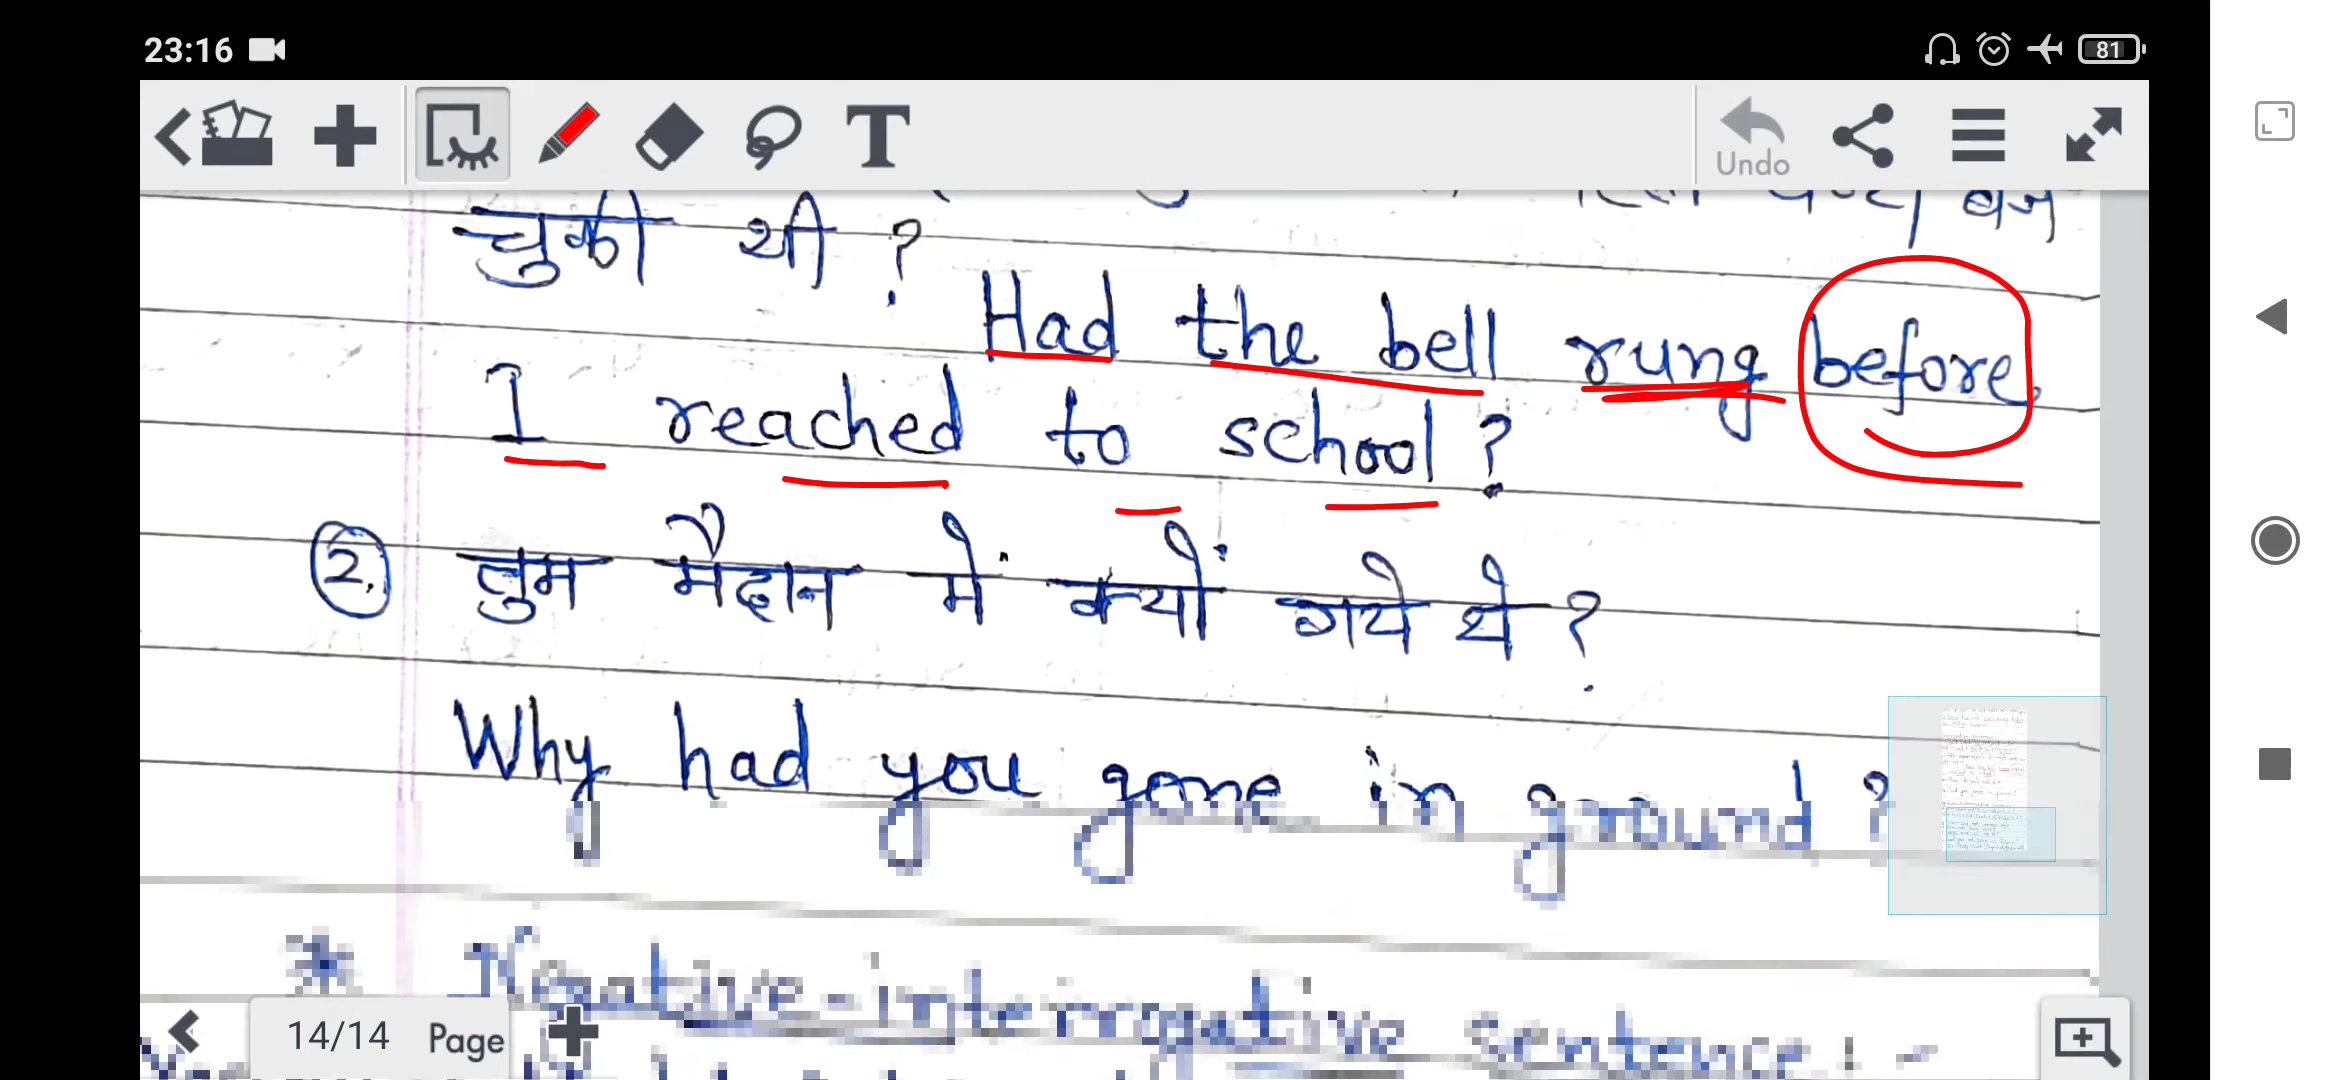 23:16
81
Undo
चुकी थी ?
Had the bell rung before
I reached to school ?
2. तुम मैदान में क्यों गये थे ?
Why had you gone in ground ?
* Negative-interrogative sentence :-
14/14 Page